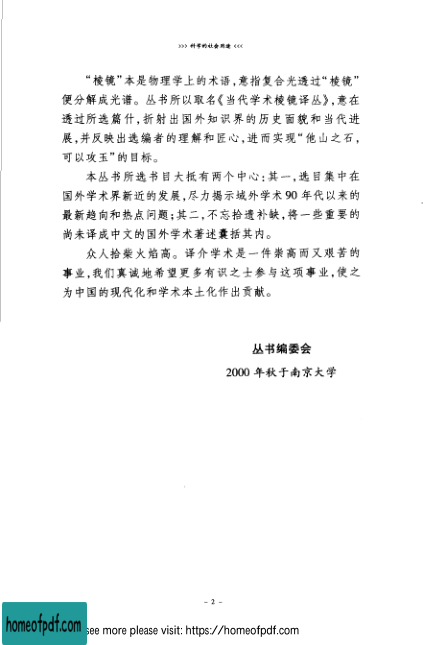 >>> 科学的社会用途 <<<
“棱镜”本是物理学上的术语,意指复合光透过“棱镜”
便分解成光谱。丛书所以取名《当代学术棱镜译丛》,意在
透过所选篇什,折射出国外知识界的历史面貌和当代进
展,并反映出选编者的理解和匠心,进而实现“他山之石,
可以攻玉”的目标。
本丛书所选书目大抵有两个中心:其一,选目集中在
国外学术界新近的发展,尽力揭示域外学术90年代以来的
最新趋向和热点问题;其二,不忘拾遗补缺,将一些重要的
尚未译成中文的国外学术著述囊括其内。
众人拾柴火焰高。译介学术是一件崇高而又艰苦的
事业,我们真诚地希望更多有识之士参与这项事业,使之
为中国的现代化和学术本土化作出贡献。
丛书编委会
2000年秋于南京大学
- 2 -
homeofpdf.com
see more please visit: https://homeofpdf.com